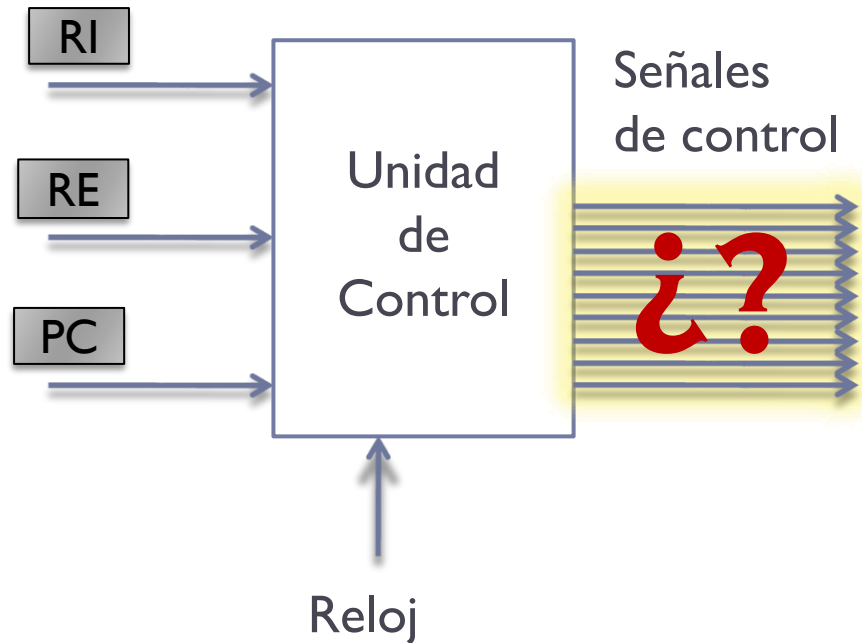 RI
RE
PC
Unidad
de
Control
Señales
de control
¿?
Reloj